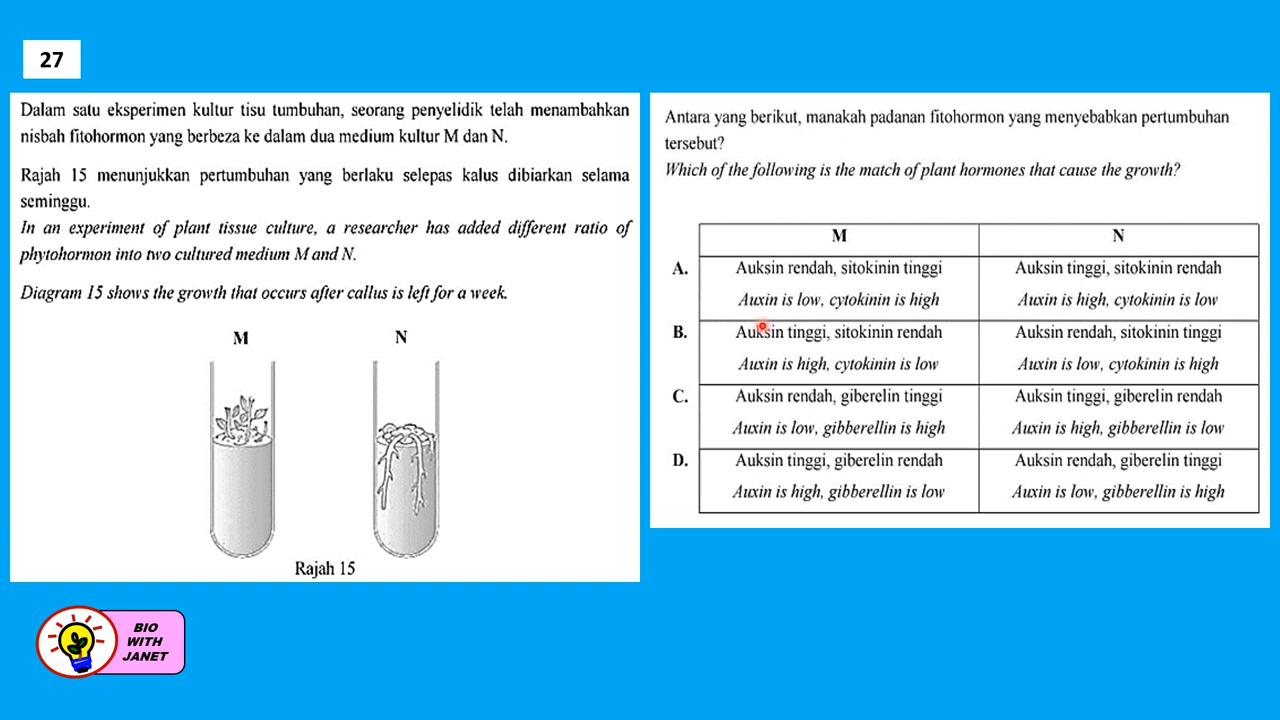 27
Dalam satu eksperimen kultur tisu tumbuhan, seorang penyelidik telah menambahkan
nisbah fitohormon yang berbeza ke dalam dua medium kultur M dan N.
Rajah 15 menunjukkan pertumbuhan yang berlaku selepas kalus dibiarkan selama
seminggu.
In an experiment of plant tissue culture, a researcher has added different ratio of
phytohormon into two cultured medium M and N.
Diagram 15 shows the growth that occurs after callus is left for a week.
M N
Rajah 15
Antara yang berikut, manakah padanan fitohormon yang menyebabkan pertumbuhan
tersebut?
Which of the following is the match of plant hormones that cause the growth?
M N
A. Auksin rendah, sitokinin tinggi Auksin tinggi, sitokinin rendah
Auxin is low, cytokinin is high Auxin is high, cytokinin is low
B. Auksin tinggi, sitokinin rendah Auksin rendah, sitokinin tinggi
Auxin is high, cytokinin is low Auxin is low, cytokinin is high
C. Auksin rendah, giberelin tinggi Auksin tinggi, giberelin rendah
Auxin is low, gibberellin is high Auxin is high, gibberellin is low
D. Auksin tinggi, giberelin rendah Auksin rendah, giberelin tinggi
Auxin is high, gibberellin is low Auxin is low, gibberellin is high
BIO
WITH
JANET